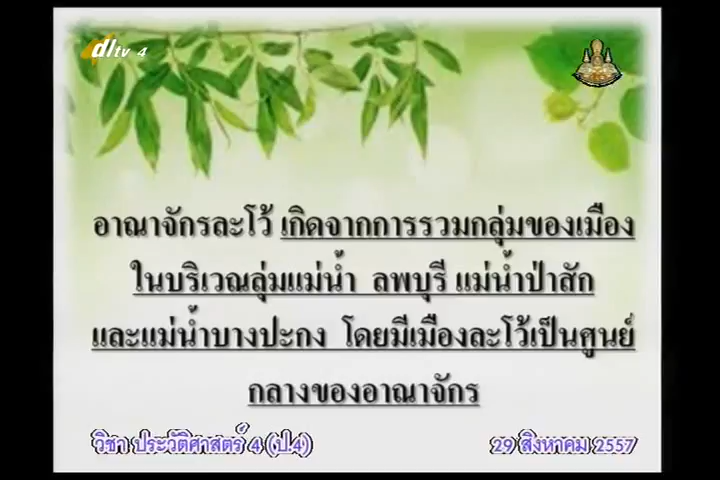 dltv 4
อาณาจักรละโว้ เกิดจากการรวมกลุ่มของเมือง
ในบริเวณลุ่มแม่น้ำ ลพบุรี แม่น้ำป่าสัก
และแม่น้ำบางปะกง โดยมีเมืองละโว้เป็นศูนย์
กลางของอาณาจักร
วิชา ประวัติศาสตร์ 4 (ป.4)
29 สิงหาคม 2557